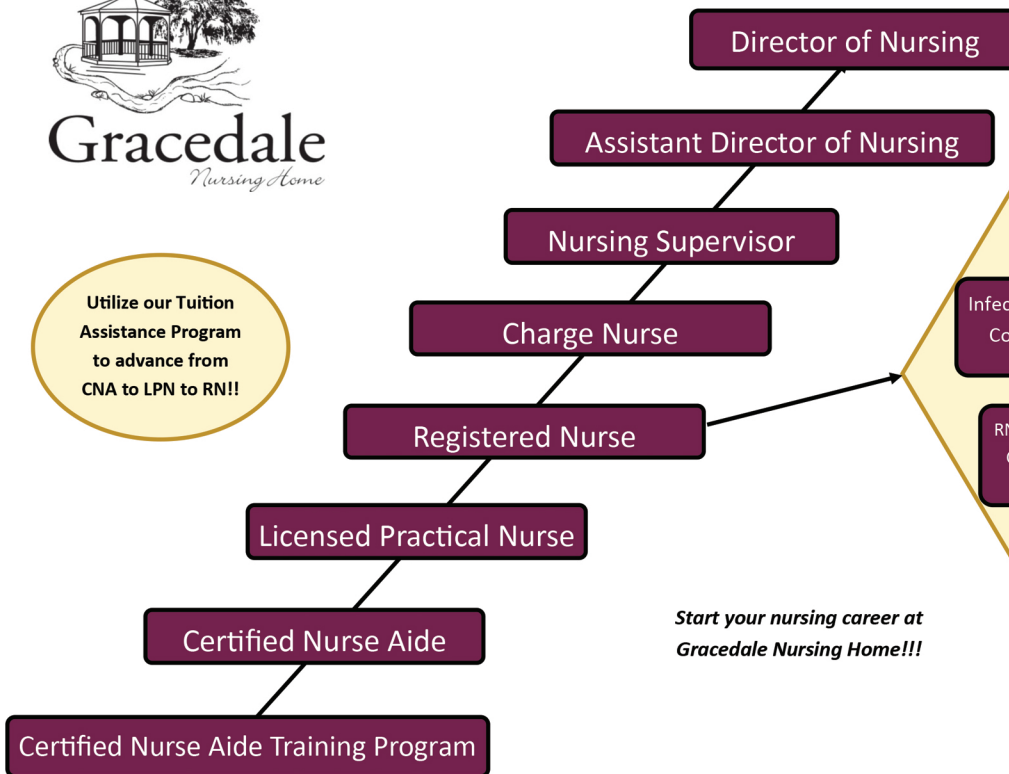 Gracedale
Nursing Home
Director of Nursing
Assistant Director of Nursing
Nursing Supervisor
Utilize our Tuition
Assistance Program
to advance from
CNA to LPN to RN!!
Charge Nurse
Registered Nurse
RN
Licensed Practical Nurse
Start your nursing career at
Gracedale Nursing Home!!!
Certified Nurse Aide
Certified Nurse Aide Training Program